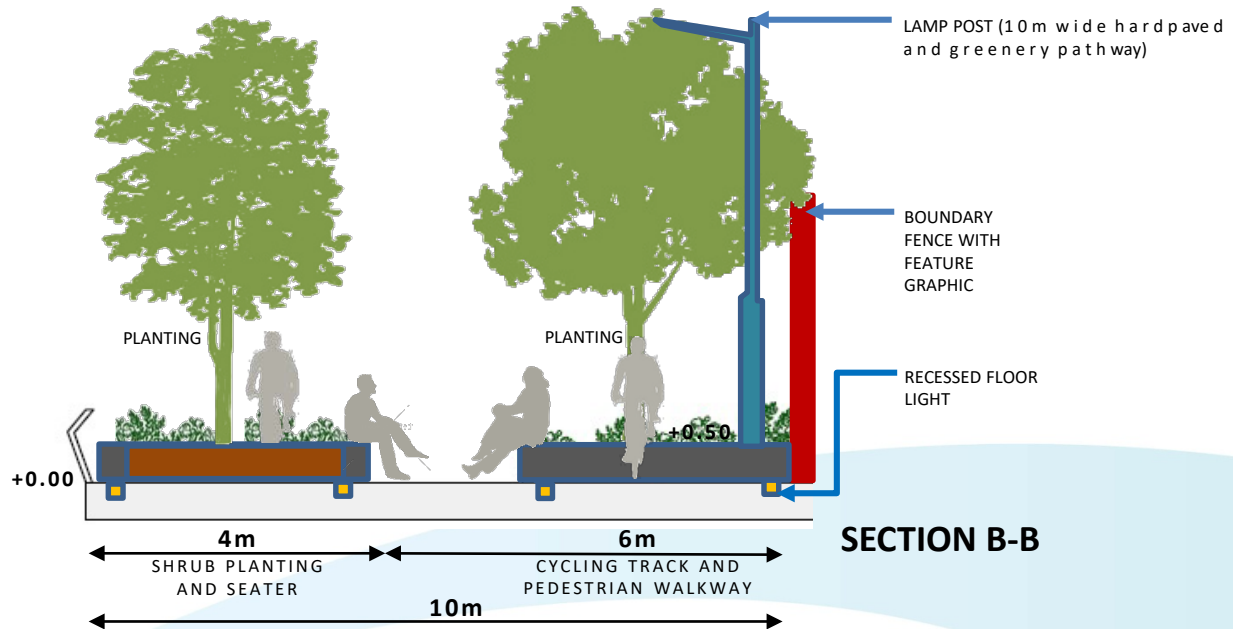 LAMP POST (10m wide hardpaved
and greenery pathway)
BOUNDARY
FENCE WITH
FEATURE
GRAPHIC
PLANTING
PLANTING
RECESSED FLOOR
LIGHT
+0.50
+0.00
4m
6m
SECTION B-B
SHRUB PLANTING
AND SEATER
CYCLING TRACK AND
PEDESTRIAN WALKWAY
10m